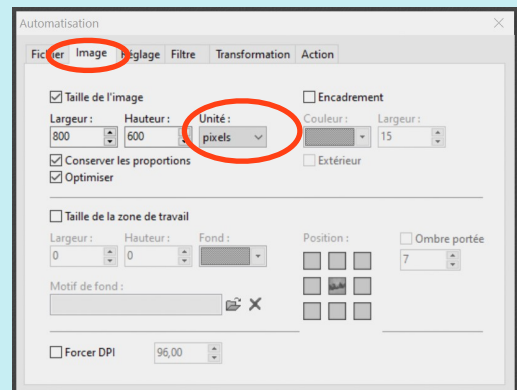 Automatisation
Fichier Image Réglage Filtre Transformation Action
Taille de l'image Encadrement
Largeur : Hauteur : Unité : Couleur : Largeur :
800 600 pixels 15
Conserver les proportions Extérieur
Optimiser
Taille de la zone de travail
Largeur : Hauteur : Fond : Position : Ombre portée
0 0 7
Motif de fond :
Forcer DPI 96,00